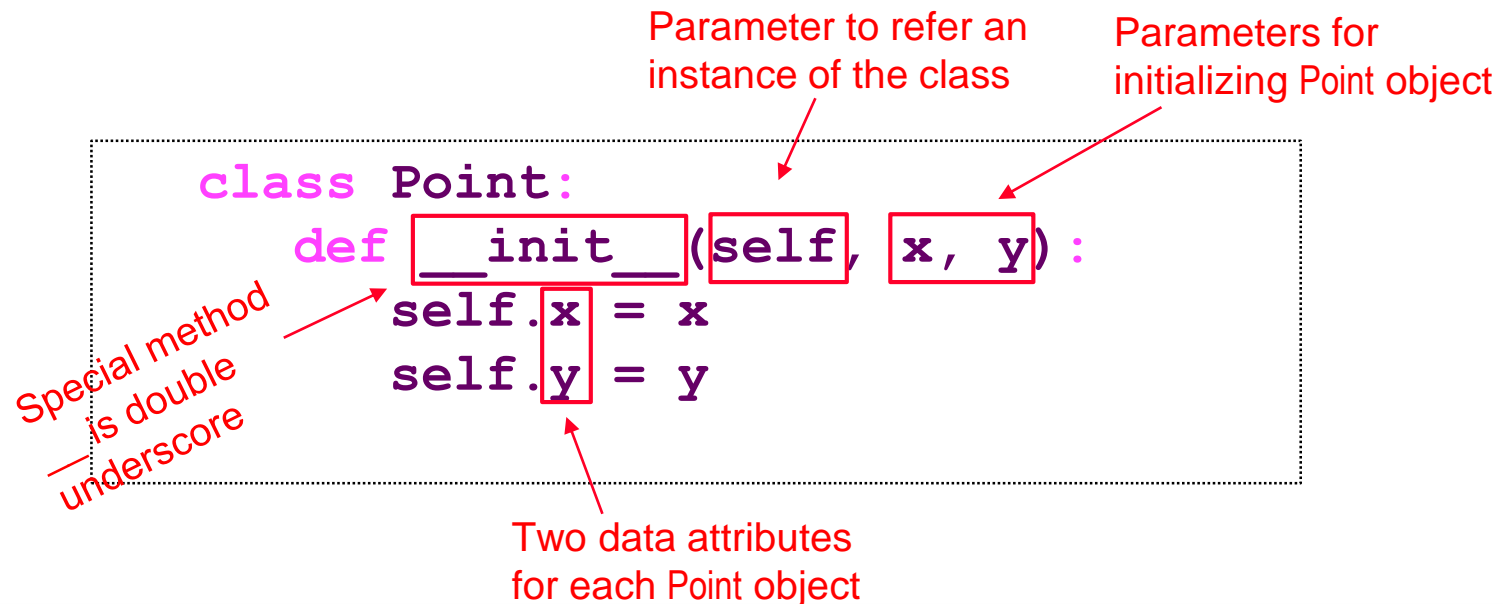 Parameter to refer an
instance of the class
Parameters for
initializing Point object
class Point:
def __init__(self, x, y):
self.x = x
self.y = y
Special method
__ is double
underscore
Two data attributes
for each Point object